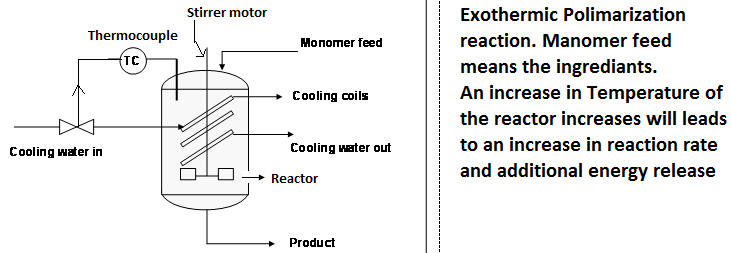 Stirrer motor
Thermocouple
TC
Monomer feed
Cooling coils
Cooling water in
Cooling water out
Reactor
Product
Exothermic Polimarization
reaction. Manomer feed
means the ingrediants.
An increase in Temperature of
the reactor increases will leads
to an increase in reaction rate
and additional energy release